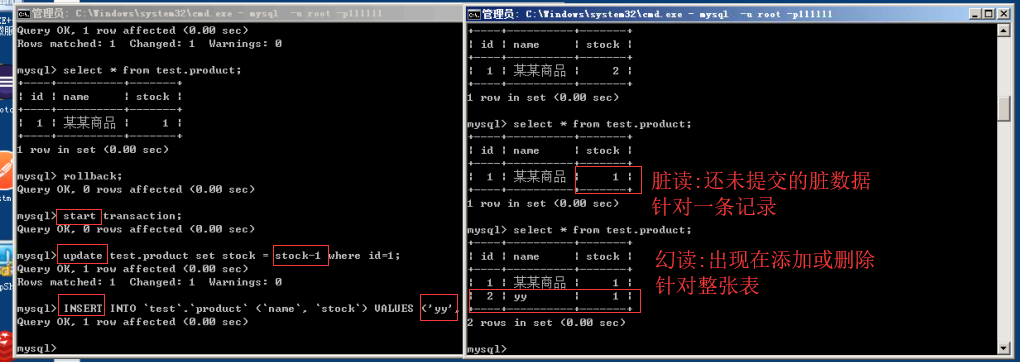 管理员: C:\Windows\system32\cmd.exe - mysql -u root -p111111
Query OK, 1 row affected (0.00 sec)
Rows matched: 1  Changed: 1  Warnings: 0
mysql> select * from test.product;
+----+----------+-------+
| id | name     | stock |
+----+----------+-------+
|  1 | 某某商品 |     1 |
+----+----------+-------+
1 row in set (0.00 sec)
mysql> rollback;
Query OK, 0 rows affected (0.00 sec)
mysql> start transaction;
Query OK, 0 rows affected (0.00 sec)
mysql> update test.product set stock = stock-1 where id=1;
Query OK, 1 row affected (0.00 sec)
Rows matched: 1  Changed: 1  Warnings: 0
mysql> INSERT INTO `test`.`product` (`name`, `stock`) VALUES ('yy',
Query OK, 1 row affected (0.00 sec)
mysql>
管理员: C:\Windows\system32\cmd.exe - mysql -u root -p111111
+----+----------+-------+
| id | name     | stock |
+----+----------+-------+
|  1 | 某某商品 |     2 |
+----+----------+-------+
1 row in set (0.00 sec)
mysql> select * from test.product;
+----+----------+-------+
| id | name     | stock |
+----+----------+-------+
|  1 | 某某商品 |     1 |
+----+----------+-------+
1 row in set (0.00 sec)
脏读:还未提交的脏数据
针对一条记录
mysql> select * from test.product;
+----+----------+-------+
| id | name     | stock |
+----+----------+-------+
|  1 | 某某商品 |     1 |
|  2 | yy       |     1 |
+----+----------+-------+
2 rows in set (0.00 sec)
幻读:出现在添加或删除
针对整张表
mysql>